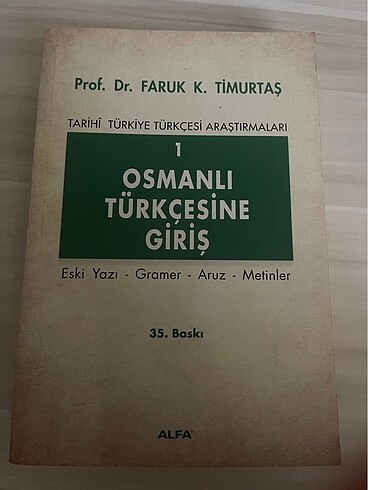 Prof. Dr. FARUK K. TİMURTAŞ
TARİHÎ TÜRKİYE TÜRKÇESİ ARAŞTIRMALARI
1
OSMANLI
TÜRKÇESİNE
GİRİŞ
Eski Yazı - Gramer - Aruz - Metinler
35. Baskı
ALFA